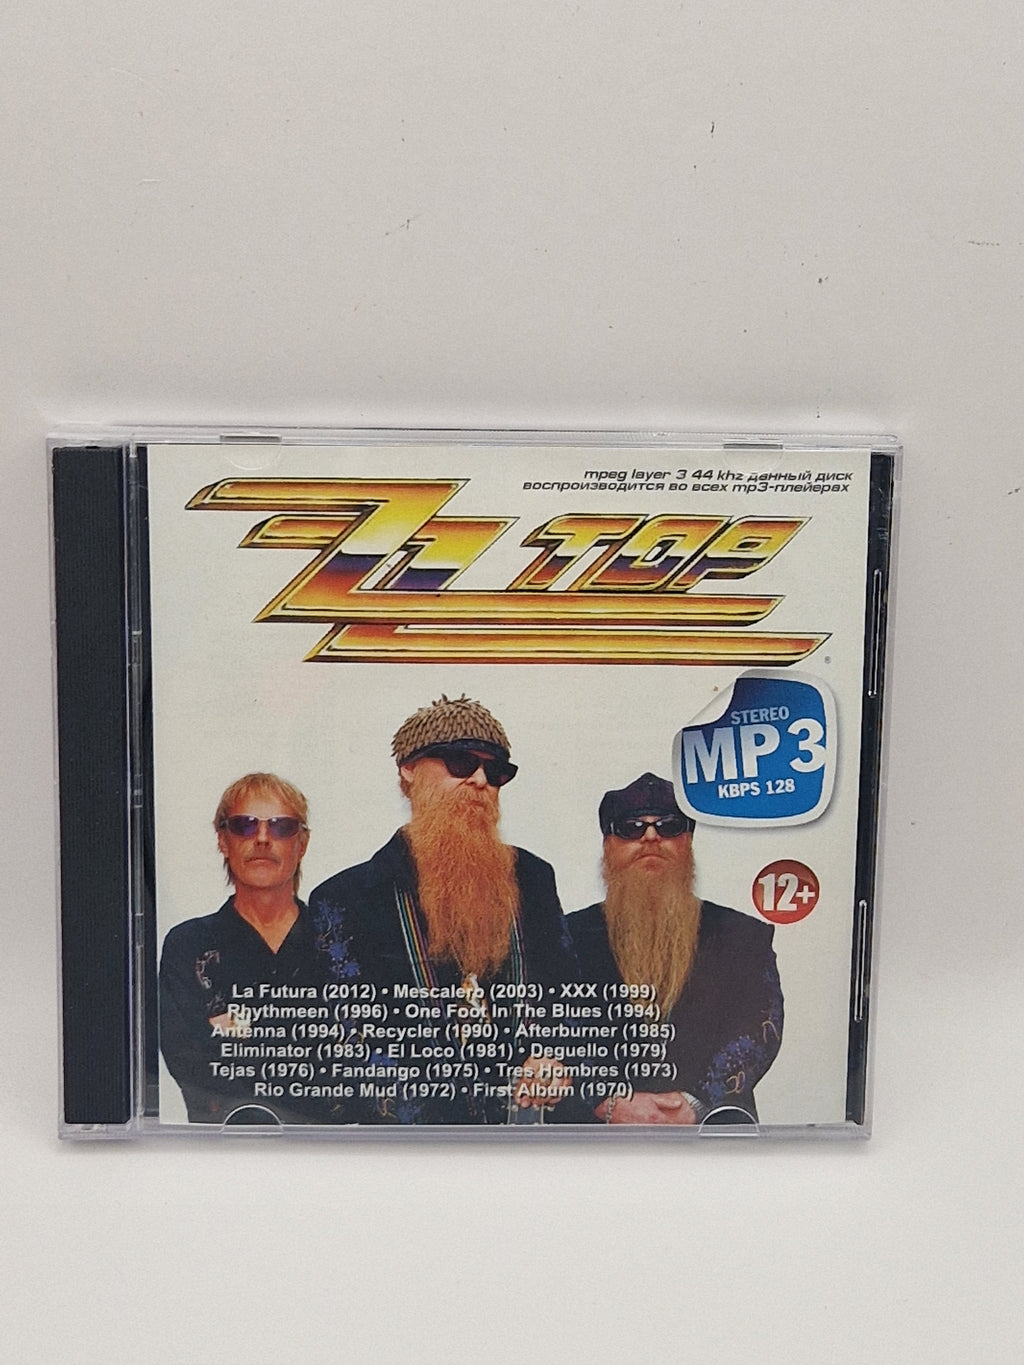 mpeg layer 3 44 khz данный диск
воспроизводится во всех mp3-плейерах
ZZ TOP
®
STEREO
MP3
KBPS 128
12+
La Futura (2012) • Mescalero (2003) • XXX (1999)
Rhythmeen (1996) • One Foot In The Blues (1994)
Antenna (1994) • Recycler (1990) • Afterburner (1985)
Eliminator (1983) • El Loco (1981) • Deguello (1979)
Tejas (1976) • Fandango (1975) • Tres Hombres (1973)
Rio Grande Mud (1972) • First Album (1970)